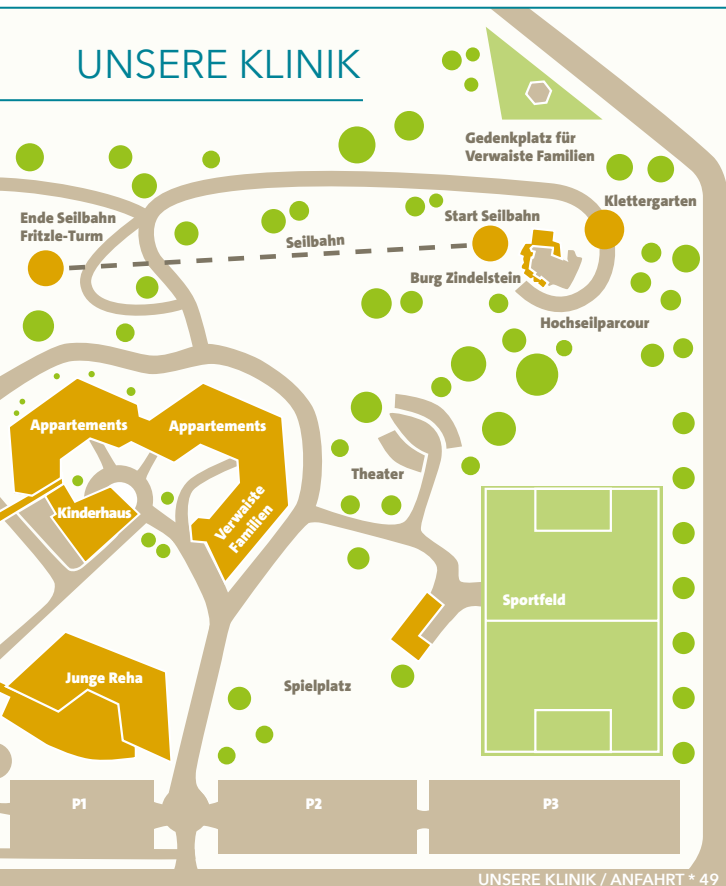 UNSERE KLINIK
Gedenkplatz für
Verwaiste Familien
Klettergarten
Ende Seilbahn
Fritzle-Turm
Start Seilbahn
Seilbahn
Burg Zindelstein
Hochseilparcour
Appartements
Appartements
Theater
Kinderhaus
Verwaiste
Familien
Sportfeld
Junge Reha
Spielplatz
P1
P2
P3
UNSERE KLINIK / ANFAHRT * 49